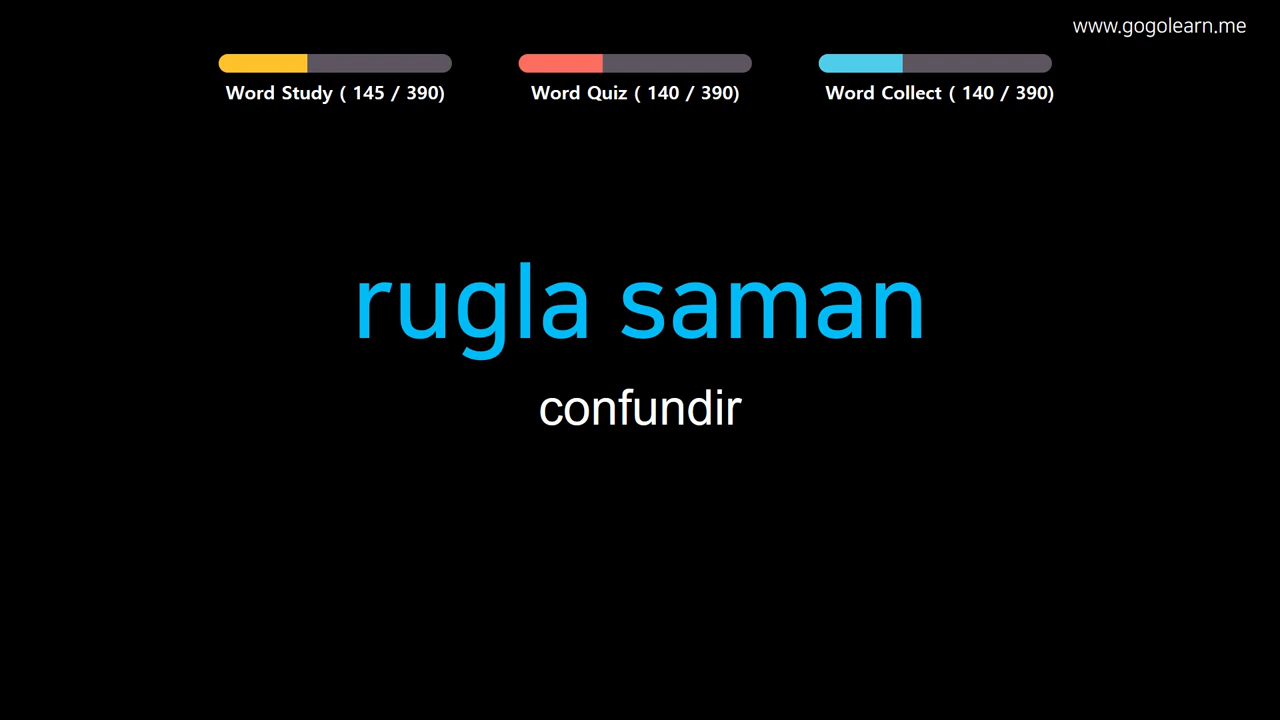 www.gogolearn.me
Word Study ( 145 / 390)
Word Quiz ( 140 / 390)
Word Collect ( 140 / 390)
rugla saman
confundir